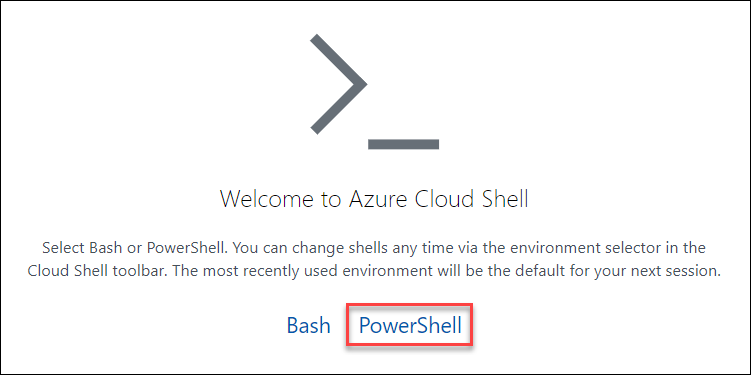 Welcome to Azure Cloud Shell
Select Bash or PowerShell. You can change shells any time via the environment selector in the
Cloud Shell toolbar. The most recently used environment will be the default for your next session.
Bash PowerShell